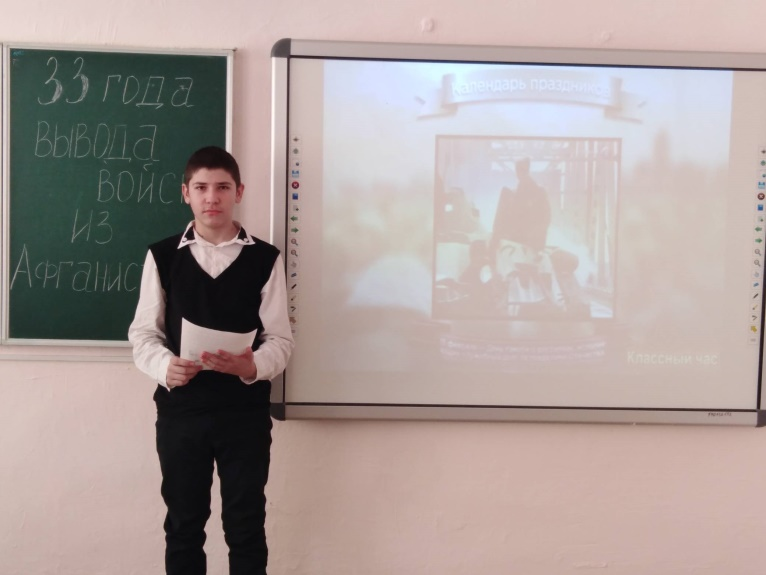 33 года
вывода
войс
из
Афганис
Календарь праздников
Классный час